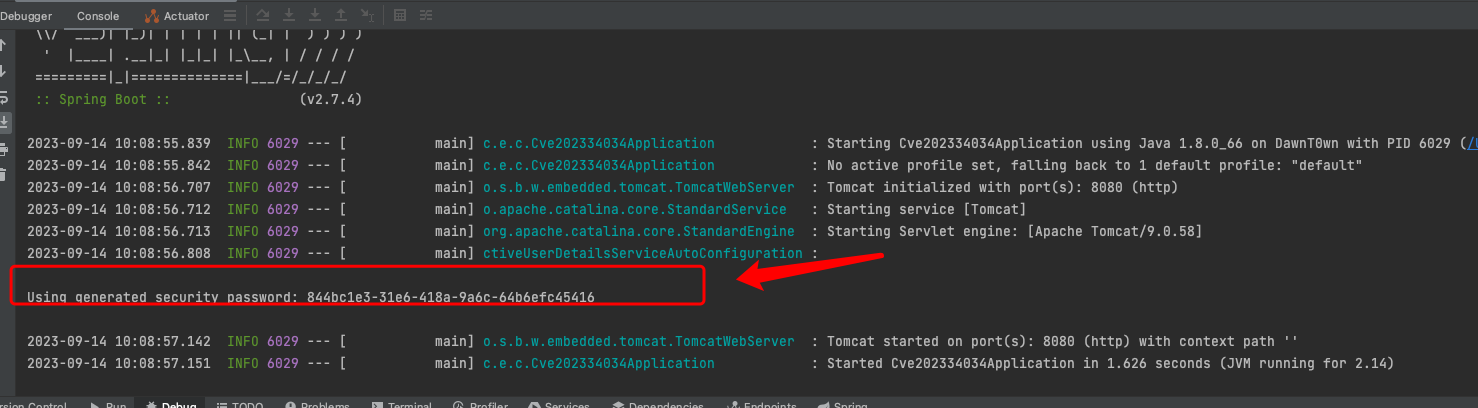 Debugger Console Actuator
\\/ ___)| |_)| | | | | || (_| | ) ) ) )
' |____| .__|_| |_|_| |_\__, | / / / /
=========|_|==============|___/=/_/_/_/
:: Spring Boot :: (v2.7.4)
2023-09-14 10:08:55.839 INFO 6029 --- [ main] c.e.c.Cve202334034Application : Starting Cve202334034Application using Java 1.8.0_66 on DawnT0wn with PID 6029 (/
2023-09-14 10:08:55.842 INFO 6029 --- [ main] c.e.c.Cve202334034Application : No active profile set, falling back to 1 default profile: "default"
2023-09-14 10:08:56.707 INFO 6029 --- [ main] o.s.b.w.embedded.tomcat.TomcatWebServer : Tomcat initialized with port(s): 8080 (http)
2023-09-14 10:08:56.712 INFO 6029 --- [ main] o.apache.catalina.core.StandardService : Starting service [Tomcat]
2023-09-14 10:08:56.713 INFO 6029 --- [ main] org.apache.catalina.core.StandardEngine : Starting Servlet engine: [Apache Tomcat/9.0.58]
2023-09-14 10:08:56.808 INFO 6029 --- [ main] ctiveUserDetailsServiceAutoConfiguration :
Using generated security password: 844bc1e3-31e6-418a-9a6c-64b6efc45416
2023-09-14 10:08:57.142 INFO 6029 --- [ main] o.s.b.w.embedded.tomcat.TomcatWebServer : Tomcat started on port(s): 8080 (http) with context path ''
2023-09-14 10:08:57.151 INFO 6029 --- [ main] c.e.c.Cve202334034Application : Started Cve202334034Application in 1.626 seconds (JVM running for 2.14)
Control Run Debug TODO Problems Terminal Profiler Services Dependencies Endpoints Spring